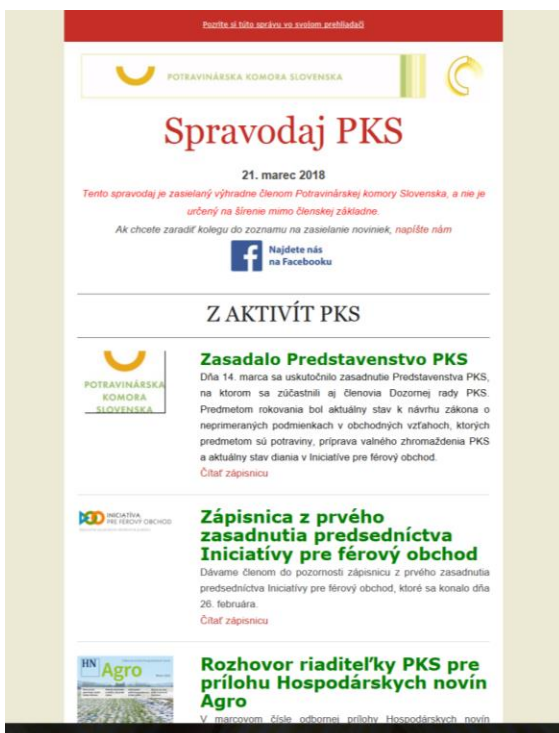 Pozrite si túto správu vo svojom prehliadači
POTRAVINÁRSKA KOMORA SLOVENSKA
Spravodaj PKS
21. marec 2018
Tento spravodaj je zasielaný výhradne členom Potravinárskej komory Slovenska, a nie je
určený na šírenie mimo členskej základne.
Ak chcete zaradiť kolegu do zoznamu na zasielanie noviniek, napíšte nám
Najdete nás
na Facebooku
Z AKTIVÍT PKS
POTRAVINÁRSKA
KOMORA
SLOVENSKA
Zasadalo Predstavenstvo PKS
Dňa 14. marca sa uskutočnilo zasadnutie Predstavenstva PKS,
na ktorom sa zúčastnili aj členovia Dozornej rady PKS.
Predmetom rokovania bol aktuálny stav k návrhu zákona o
neprimeraných podmienkach v obchodných vzťahoch, ktorých
predmetom sú potraviny, príprava valného zhromaždenia PKS
a aktuálny stav diania v Iniciatíve pre férový obchod.
Čítať zápisnicu
INICIATÍVA
PRE FÉROVÝ OBCHOD
Zápisnica z prvého
zasadnutia predsedníctva
Iniciatívy pre férový obchod
Dávame členom do pozornosti zápisnicu z prvého zasadnutia
predsedníctva Iniciatívy pre férový obchod, ktoré sa konalo dňa
26. februára.
Čítať zápisnicu
HN
Agro
Rozhovor riaditeľky PKS pre
prílohu Hospodárskych novín
Agro
V marcovom čísle odbornej prílohy Hospodárskych novín